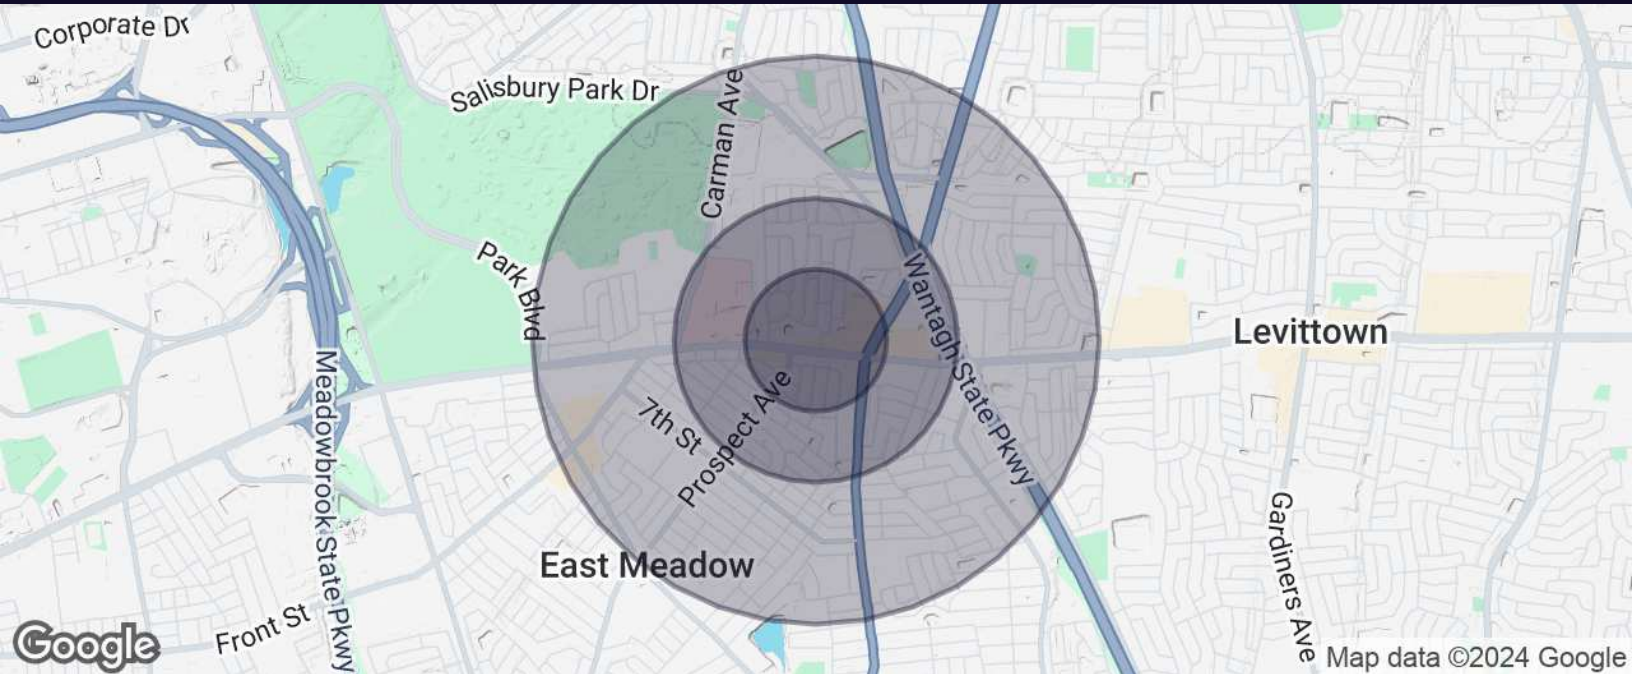 Corporate Dr
Salisbury Park Dr
Carman Ave
Park Blvd
Wantagh State Pkwy
Levittown
Meadowbrook State Pkwy
7th St
Prospect Ave
East Meadow
Gardiners Ave
Front St
Google
Map data ©2024 Google